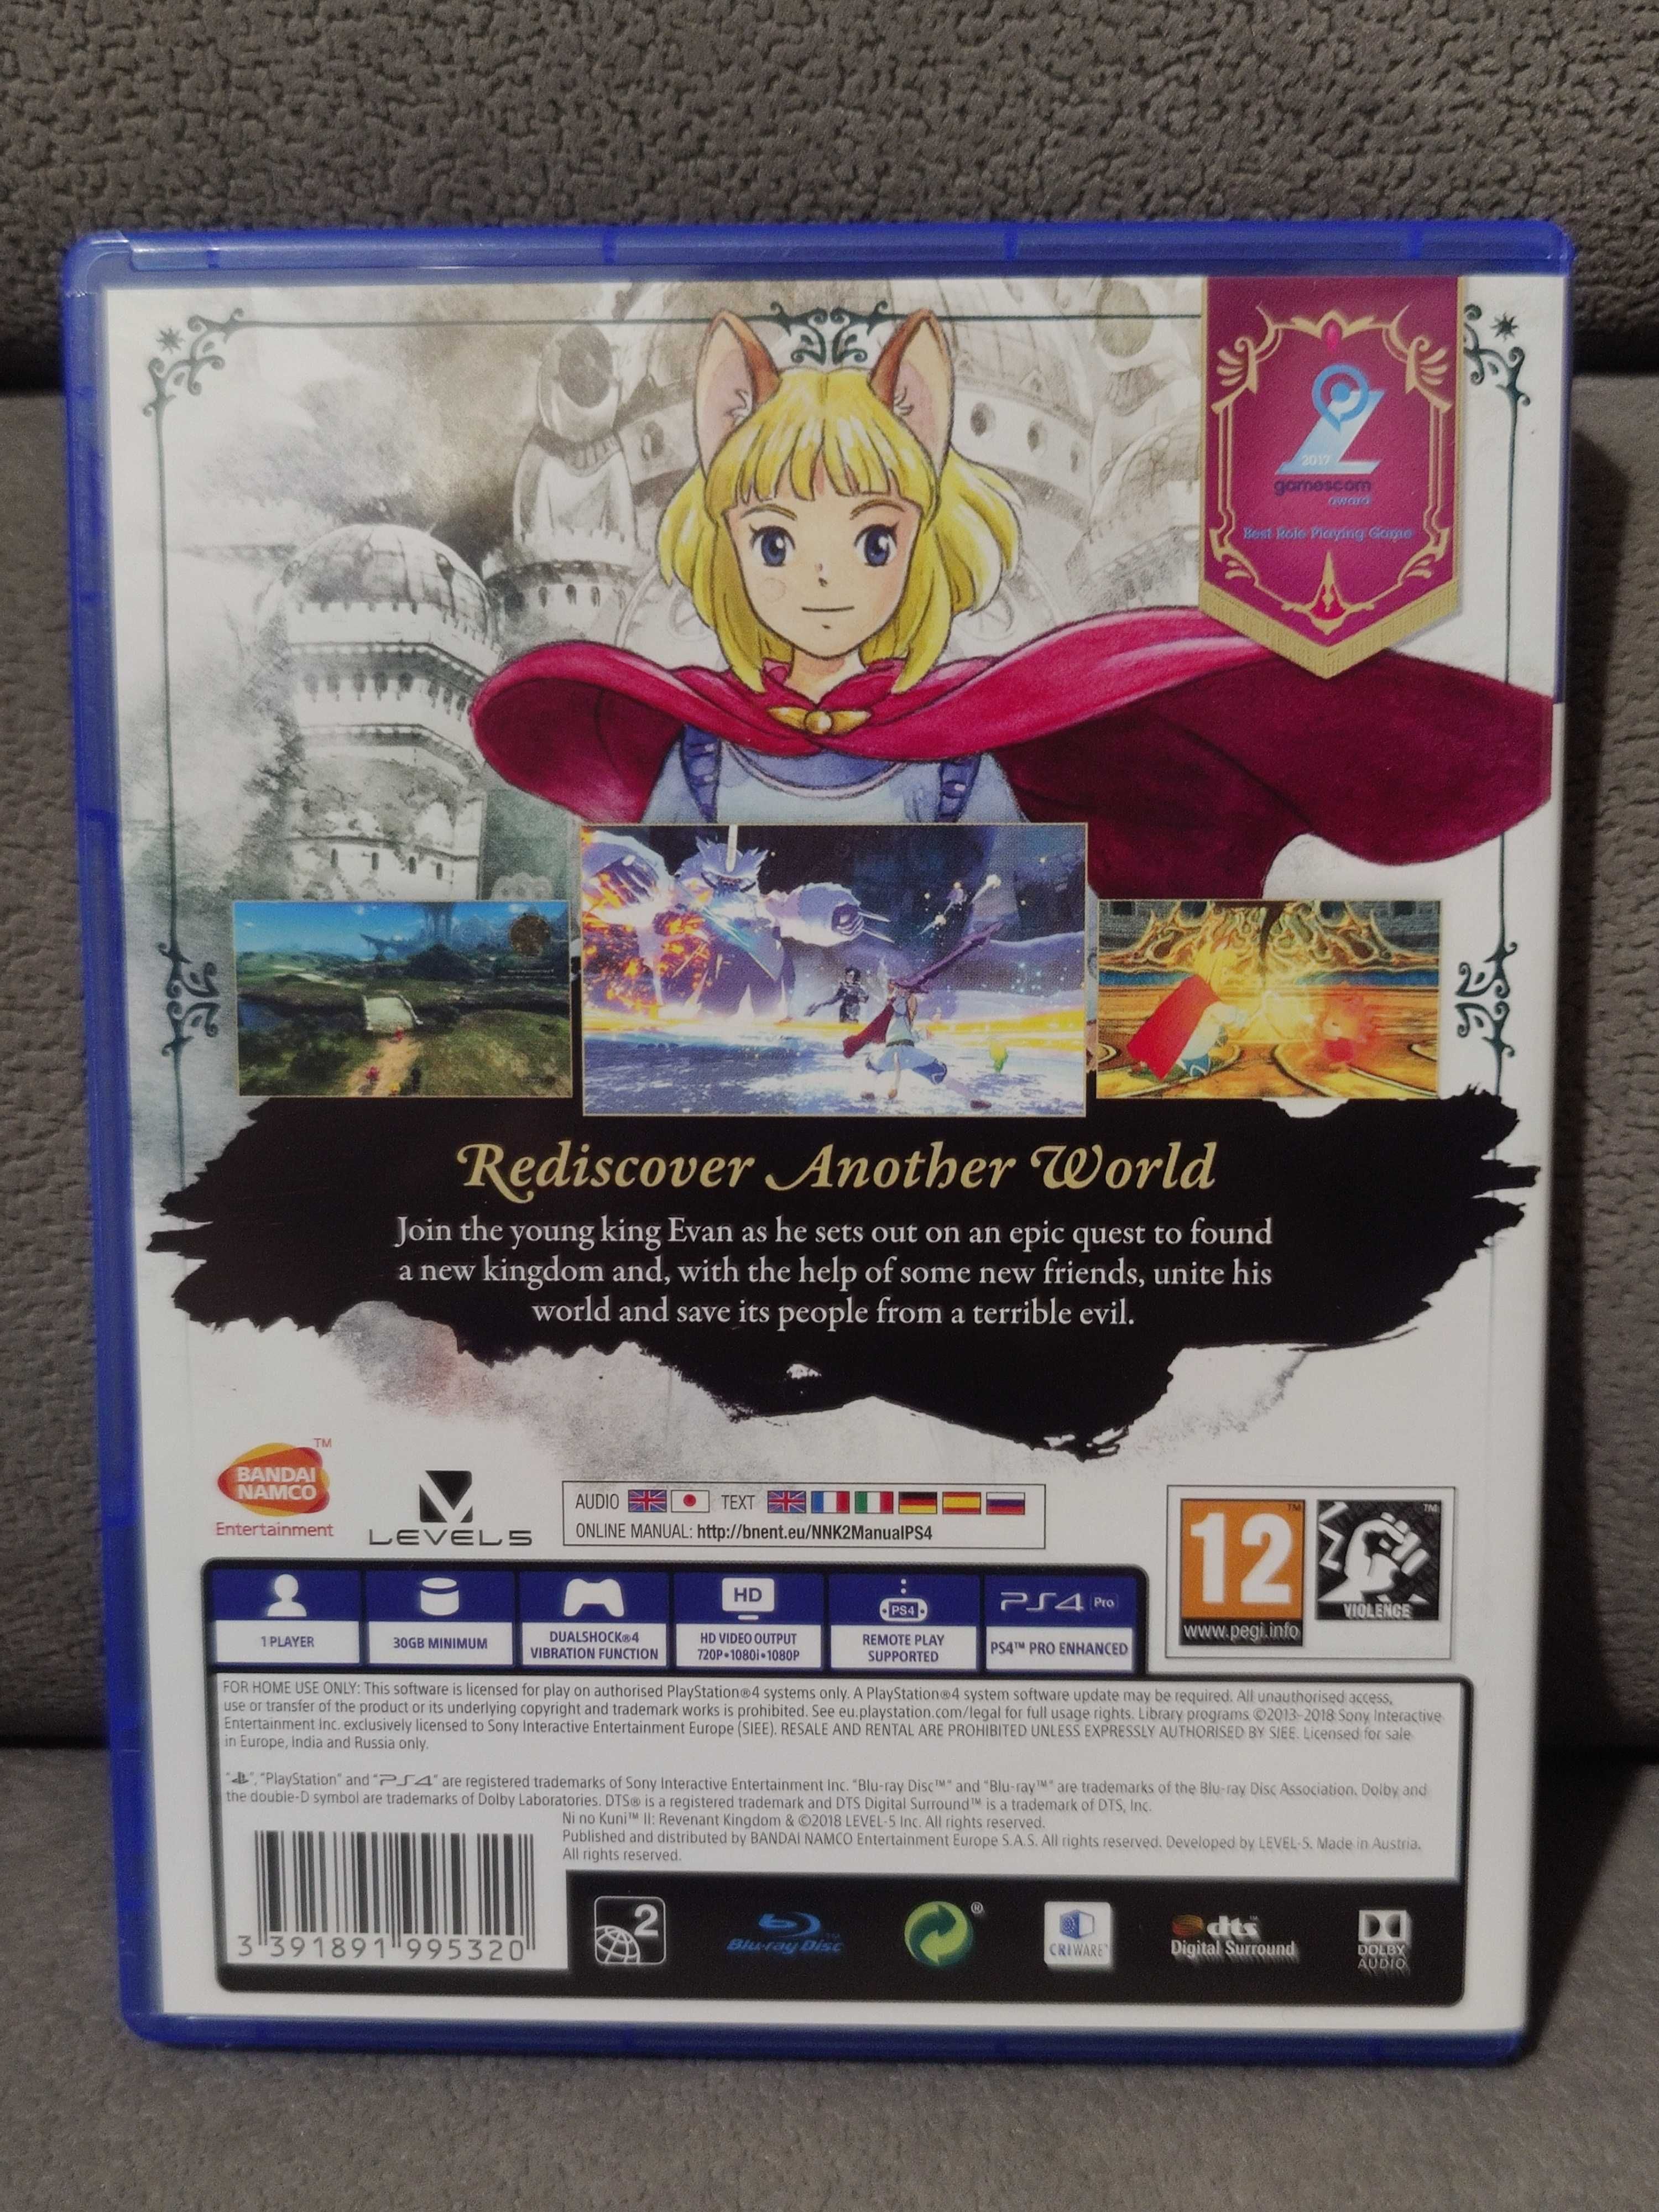 2017
gamescom
award
Best Role Playing Game
Rediscover Another World
Join the young king Evan as he sets out on an epic quest to found
a new kingdom and, with the help of some new friends, unite his
world and save its people from a terrible evil.
BANDAI
NAMCO
TM
Entertainment
LEVEL5
AUDIO TEXT
ONLINE MANUAL: http://bnent.eu/NNK2ManualPS4
12
TM
www.pegi.info
TM
VIOLENCE
1 PLAYER
30GB MINIMUM
DUALSHOCK®4
VIBRATION FUNCTION
HD
HD VIDEO OUTPUT
720P•1080i•1080P
PS4
REMOTE PLAY
SUPPORTED
PS4 Pro
PS4™ PRO ENHANCED
FOR HOME USE ONLY: This software is licensed for play on authorised PlayStation®4 systems only. A PlayStation®4 system software update may be required. All unauthorised access,
use or transfer of the product or its underlying copyright and trademark works is prohibited. See eu.playstation.com/legal for full usage rights. Library programs ©2013-2018 Sony Interactive
Entertainment Inc. exclusively licensed to Sony Interactive Entertainment Europe (SIEE). RESALE AND RENTAL ARE PROHIBITED UNLESS EXPRESSLY AUTHORISED BY SIEE. Licensed for sale
in Europe, India and Russia only.
"PS", "PlayStation" and "PS4" are registered trademarks of Sony Interactive Entertainment Inc. "Blu-ray Disc™" and "Blu-ray™" are trademarks of the Blu-ray Disc Association. Dolby and
the double-D symbol are trademarks of Dolby Laboratories. DTS® is a registered trademark and DTS Digital Surround™ is a trademark of DTS, Inc.
Ni no Kuni™ II: Revenant Kingdom & ©2018 LEVEL-5 Inc. All rights reserved.
Published and distributed by BANDAI NAMCO Entertainment Europe S.A.S. All rights reserved. Developed by LEVEL-5. Made in Austria.
All rights reserved.
3 391891 995320
2
Blu-ray Disc
®
CRIWARE
dts
Digital Surround
DOLBY
AUDIO